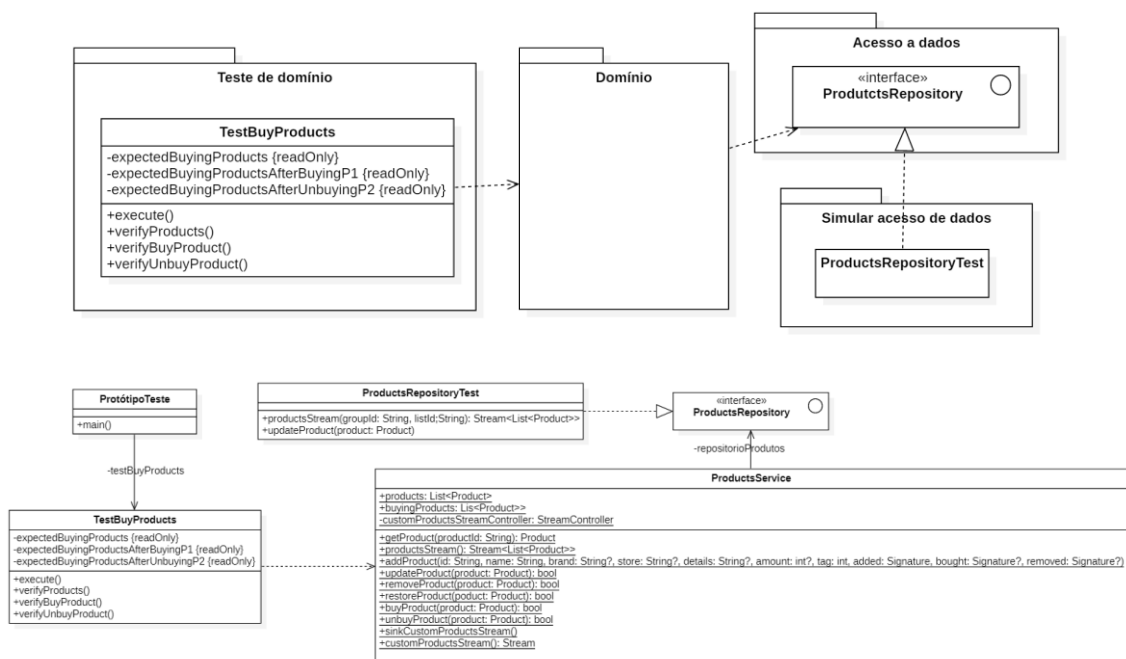 Teste de domínio
TestBuyProducts
-expectedBuyingProducts {readOnly}
-expectedBuyingProductsAfterBuyingP1 {readOnly}
-expectedBuyingProductsAfterUnbuyingP2 {readOnly}
+execute()
+verifyProducts()
+verifyBuyProduct()
+verifyUnbuyProduct()
Domínio
Acesso a dados
«interface»
ProdutctsRepository
Simular acesso de dados
ProductsRepositoryTest
ProtótipoTeste
+main()
-testBuyProducts
TestBuyProducts
-expectedBuyingProducts {readOnly}
-expectedBuyingProductsAfterBuyingP1 {readOnly}
-expectedBuyingProductsAfterUnbuyingP2 {readOnly}
+execute()
+verifyProducts()
+verifyBuyProduct()
+verifyUnbuyProduct()
ProductsRepositoryTest
+productsStream(groupId: String, listId;String): Stream<List<Product>>
+updateProduct(product: Product)
«interface»
ProductsRepository
-repositorioProdutos
ProductsService
+products: List<Product>
+buyingProducts: Lis<Product>>
-customProductsStreamController: StreamController
+getProduct(productId: String): Product
+productsStream(): Stream<List<Product>>
+addProduct(id: String, name: String, brand: String?, store: String?, details: String?, amount: int?, tag: int, added: Signature, bought: Signature?, removed: Signature?)
+updateProduct(product: Product): bool
+removeProduct(product: Product): bool
+restoreProduct(poduct: Product): bool
+buyProduct(product: Product): bool
+unbuyProduct(product: Product): bool
+sinkCustomProductsStream()
+customProductsStream(): Stream